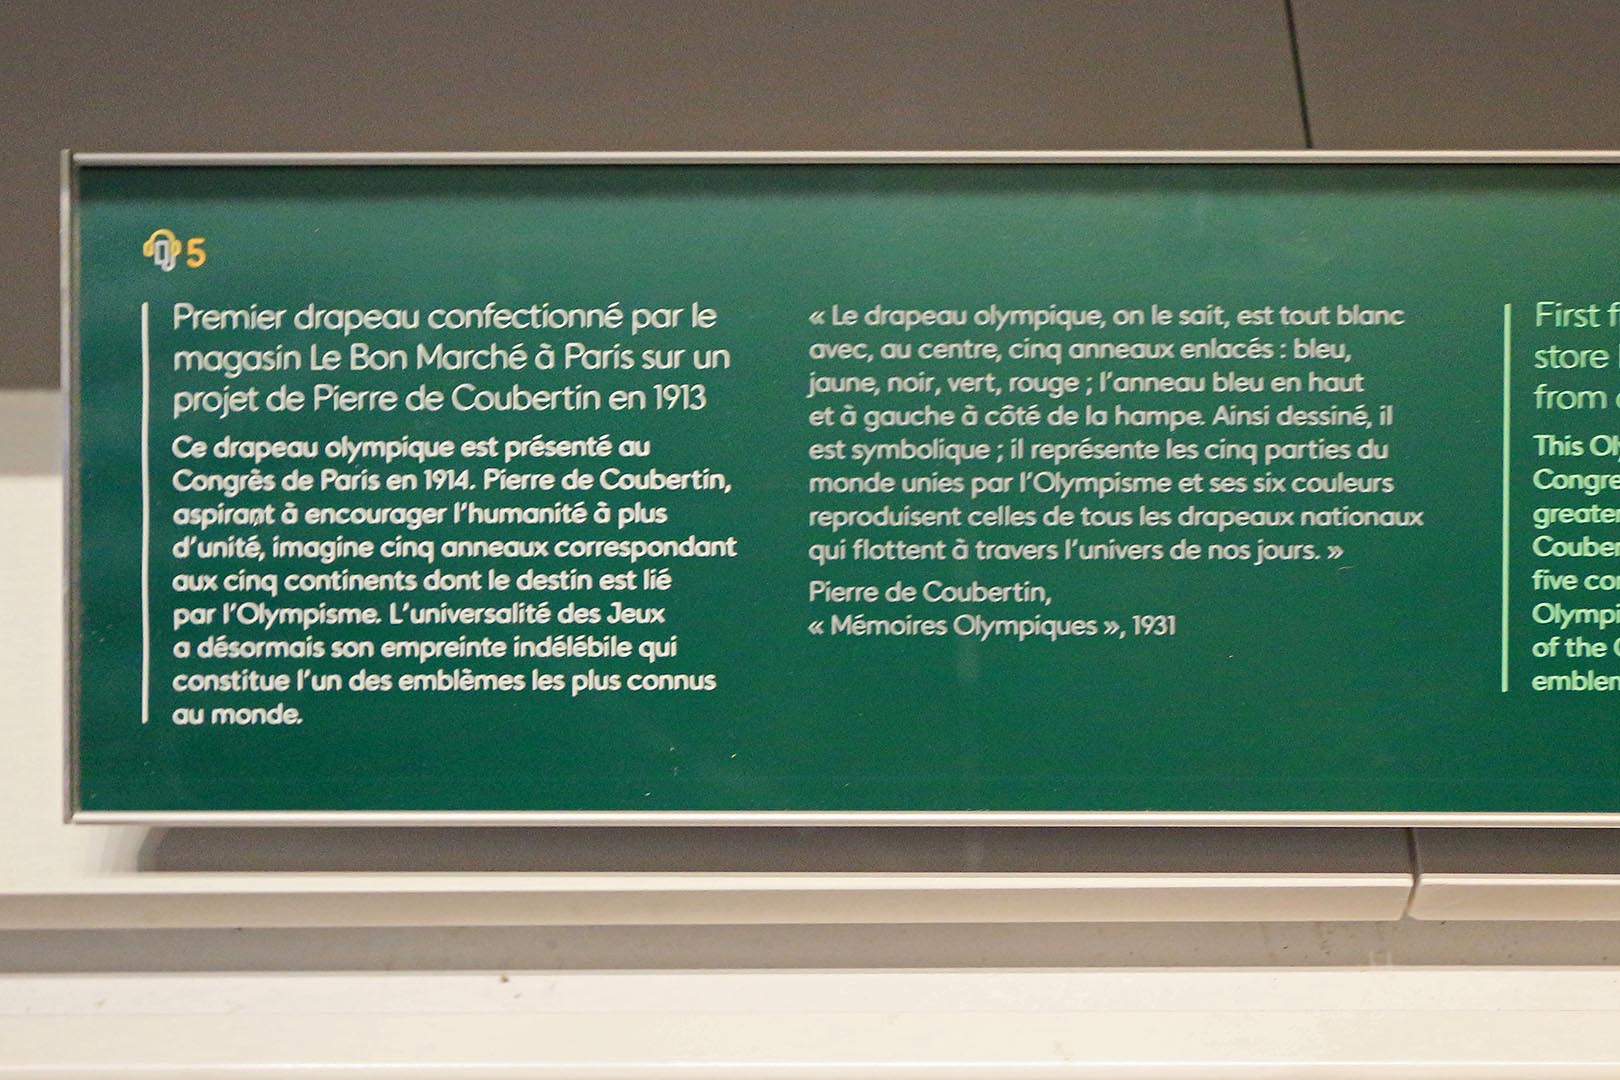 5
Premier drapeau confectionné par le
magasin Le Bon Marché à Paris sur un
projet de Pierre de Coubertin en 1913
Ce drapeau olympique est présenté au
Congrès de Paris en 1914. Pierre de Coubertin,
aspirant à encourager l'humanité à plus
d'unité, imagine cinq anneaux correspondant
aux cinq continents dont le destin est lié
par l'Olympisme. L'universalité des Jeux
a désormais son empreinte indélébile qui
constitue l'un des emblèmes les plus connus
au monde.
« Le drapeau olympique, on le sait, est tout blanc
avec, au centre, cinq anneaux enlacés : bleu,
jaune, noir, vert, rouge ; l'anneau bleu en haut
et à gauche à côté de la hampe. Ainsi dessiné, il
est symbolique ; il représente les cinq parties du
monde unies par l'Olympisme et ses six couleurs
reproduisent celles de tous les drapeaux nationaux
qui flottent à travers l'univers de nos jours. »
Pierre de Coubertin,
« Mémoires Olympiques », 1931
First
store
from
This
five
of the